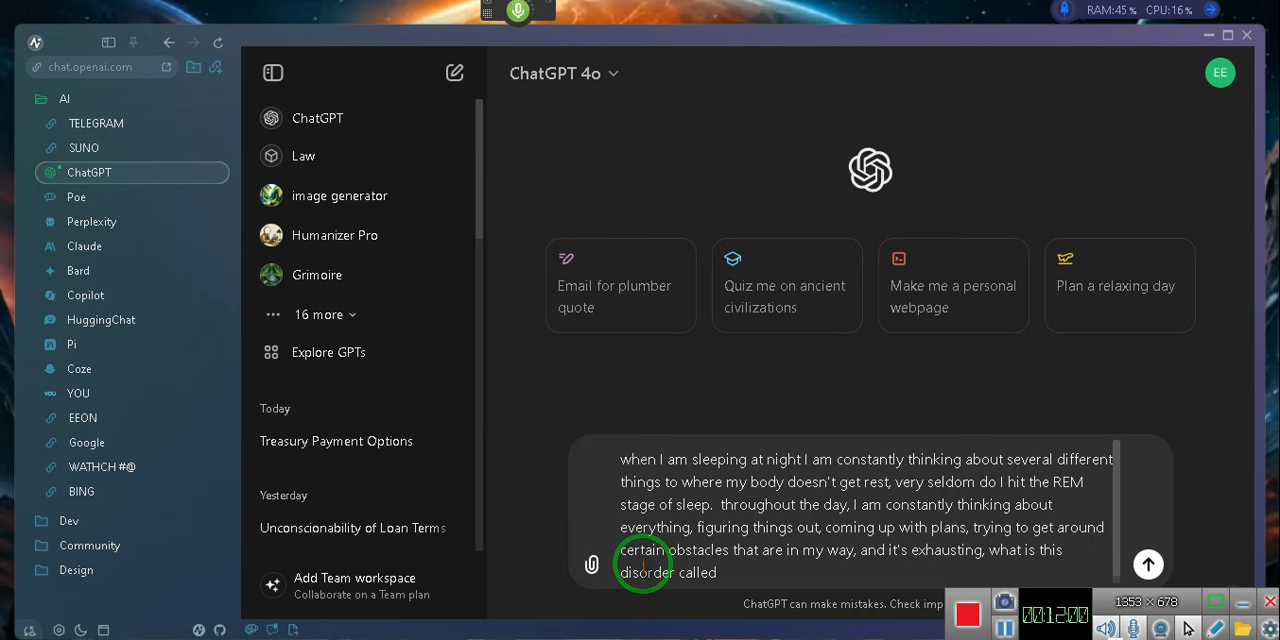 RAM:45% CPU:16%
chat.openai.com
AI
TELEGRAM
SUNO
ChatGPT
Poe
Perplexity
Claude
Bard
Copilot
HuggingChat
Pi
Coze
YOU
EEON
Google
WATHCH #@
BING
Dev
Community
Design
ChatGPT
Law
image generator
Humanizer Pro
Grimoire
16 more
Explore GPTs
Today
Treasury Payment Options
Yesterday
Unconscionability of Loan Terms
Add Team workspace
Collaborate on a Team plan
ChatGPT 4o
EE
Email for plumber
quote
Quiz me on ancient
civilizations
Make me a personal
webpage
Plan a relaxing day
when I am sleeping at night I am constantly thinking about several different
things to where my body doesn't get rest, very seldom do I hit the REM
stage of sleep. throughout the day, I am constantly thinking about
everything, figuring things out, coming up with plans, trying to get around
certain obstacles that are in my way, and it's exhausting, what is this
disorder called
ChatGPT can make mistakes. Check imp
1353 × 678
00:12:00